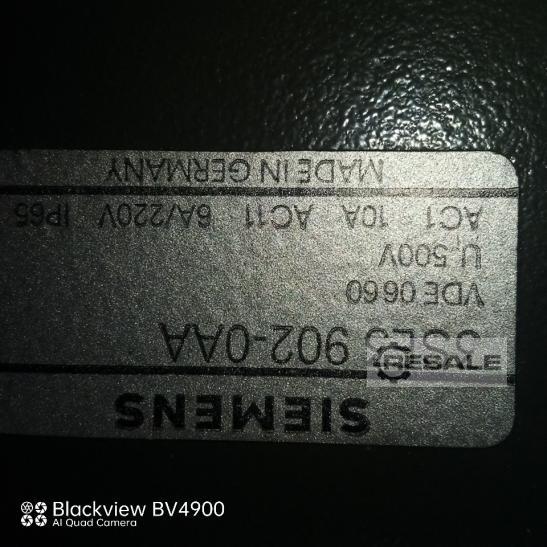 SIEMENS
902-0AA
VDE 0660
Uᵢ 500V
AC1 10A AC11 6A/220V IP65
MADE IN GERMANY
RESALE
Blackview BV4900
AI Quad Camera